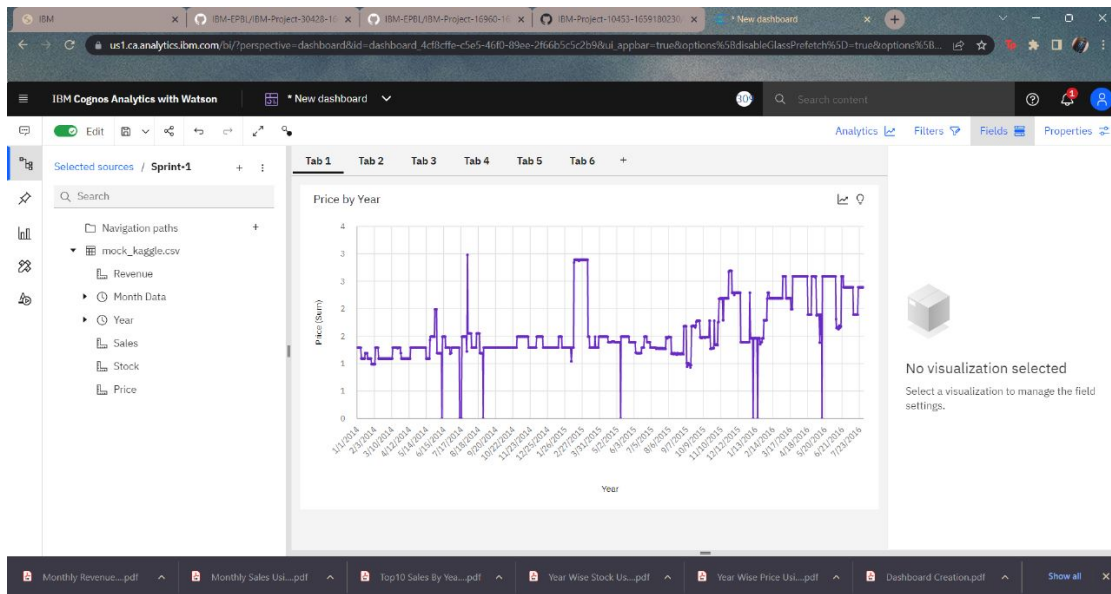 IBM
IBM-EPBL/IBM-Project-30428-16
IBM-EPBL/IBM-Project-16960-16
IBM-Project-10453-1659180230
* New dashboard
us1.ca.analytics.ibm.com/bi/?perspective=dashboard&id=dashboard_4cf8cffe-c5e5-46f0-89ee-2f66b5c5c2b9&ui_appbar=true&options%5BdisableGlassPrefetch%5D=true&options%5B...
IBM Cognos Analytics with Watson
* New dashboard
Search content
1
Edit
Analytics
Filters
Fields
Properties
Selected sources / Sprint-1
Search
Navigation paths
mock_kaggle.csv
Revenue
Month Data
Year
Sales
Stock
Price
Tab 1 Tab 2 Tab 3 Tab 4 Tab 5 Tab 6 +
Price by Year
Price (Sum)
4
3
3
2
2
1
1
0
1/1/2014 2/3/2014 3/10/2014 4/12/2014 5/14/2014 6/15/2014 7/17/2014 8/18/2014 9/20/2014 10/22/2014 11/23/2014 12/25/2014 1/26/2015 2/27/2015 3/31/2015 5/2/2015 6/3/2015 7/5/2015 8/6/2015 9/7/2015 10/9/2015 11/10/2015 12/12/2015 1/13/2016 2/14/2016 3/17/2016 4/18/2016 5/20/2016 6/21/2016 7/23/2016
Year
No visualization selected
Select a visualization to manage the field
settings.
Monthly Revenue....pdf
Monthly Sales Usi....pdf
Top10 Sales By Yea....pdf
Year Wise Stock Us....pdf
Year Wise Price Usi....pdf
Dashboard Creation.pdf
Show all